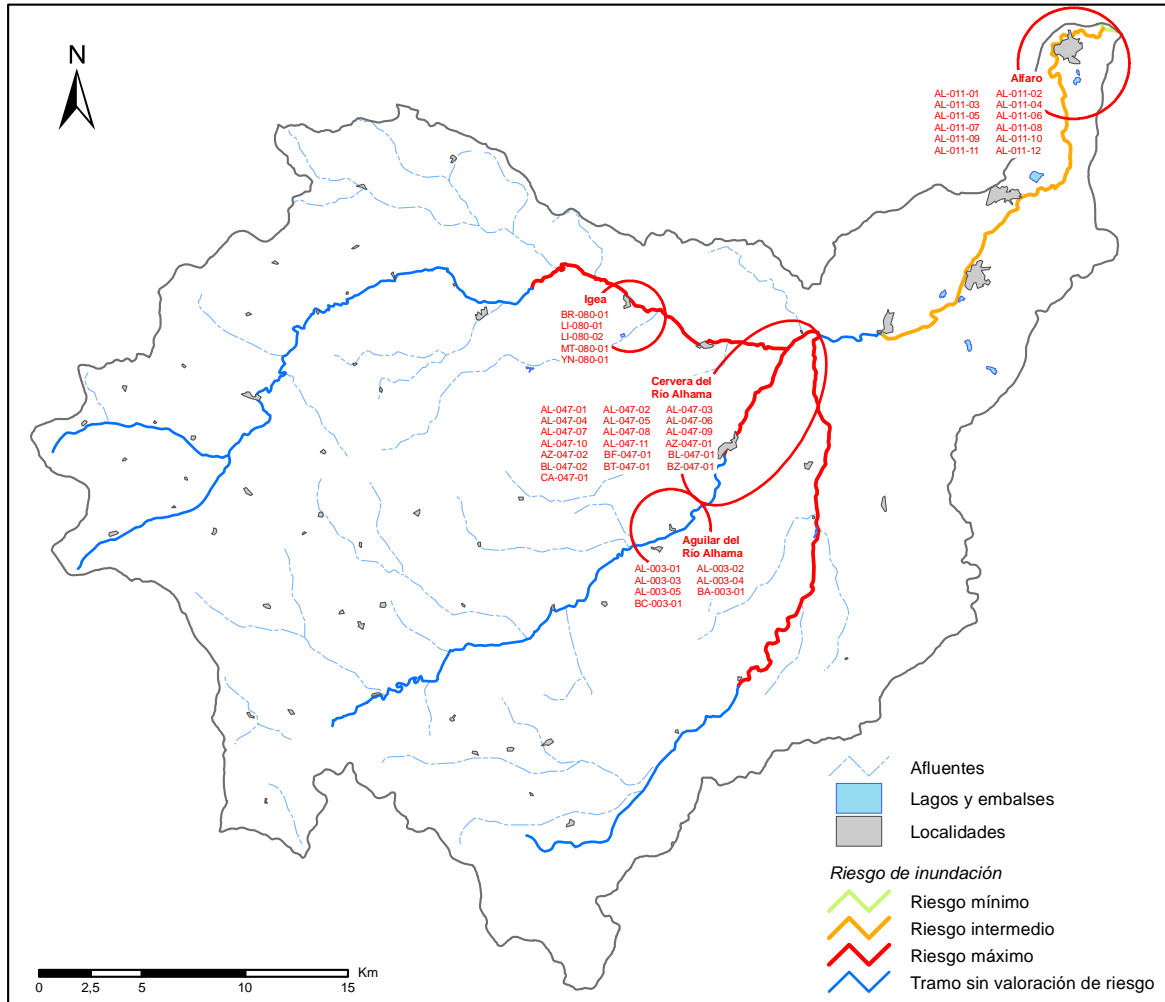 N
Alfaro
AL-011-01 AL-011-02
AL-011-03 AL-011-04
AL-011-05 AL-011-06
AL-011-07 AL-011-08
AL-011-09 AL-011-10
AL-011-11 AL-011-12
Igea
BR-080-01
LI-080-01
LI-080-02
MT-080-01
YN-080-01
Cervera del
Río Alhama
AL-047-01 AL-047-02 AL-047-03
AL-047-04 AL-047-05 AL-047-06
AL-047-07 AL-047-08 AL-047-09
AL-047-10 AL-047-11 AZ-047-01
AZ-047-02 BF-047-01 BL-047-01
BL-047-02 BT-047-01 BZ-047-01
CA-047-01
Aguilar del
Río Alhama
AL-003-01 AL-003-02
AL-003-03 AL-003-04
AL-003-05 BA-003-01
BC-003-01
Afluentes
Lagos y embalses
Localidades
Riesgo de inundación
Riesgo mínimo
Riesgo intermedio
Riesgo máximo
Tramo sin valoración de riesgo
Km
0 2,5 5 10 15